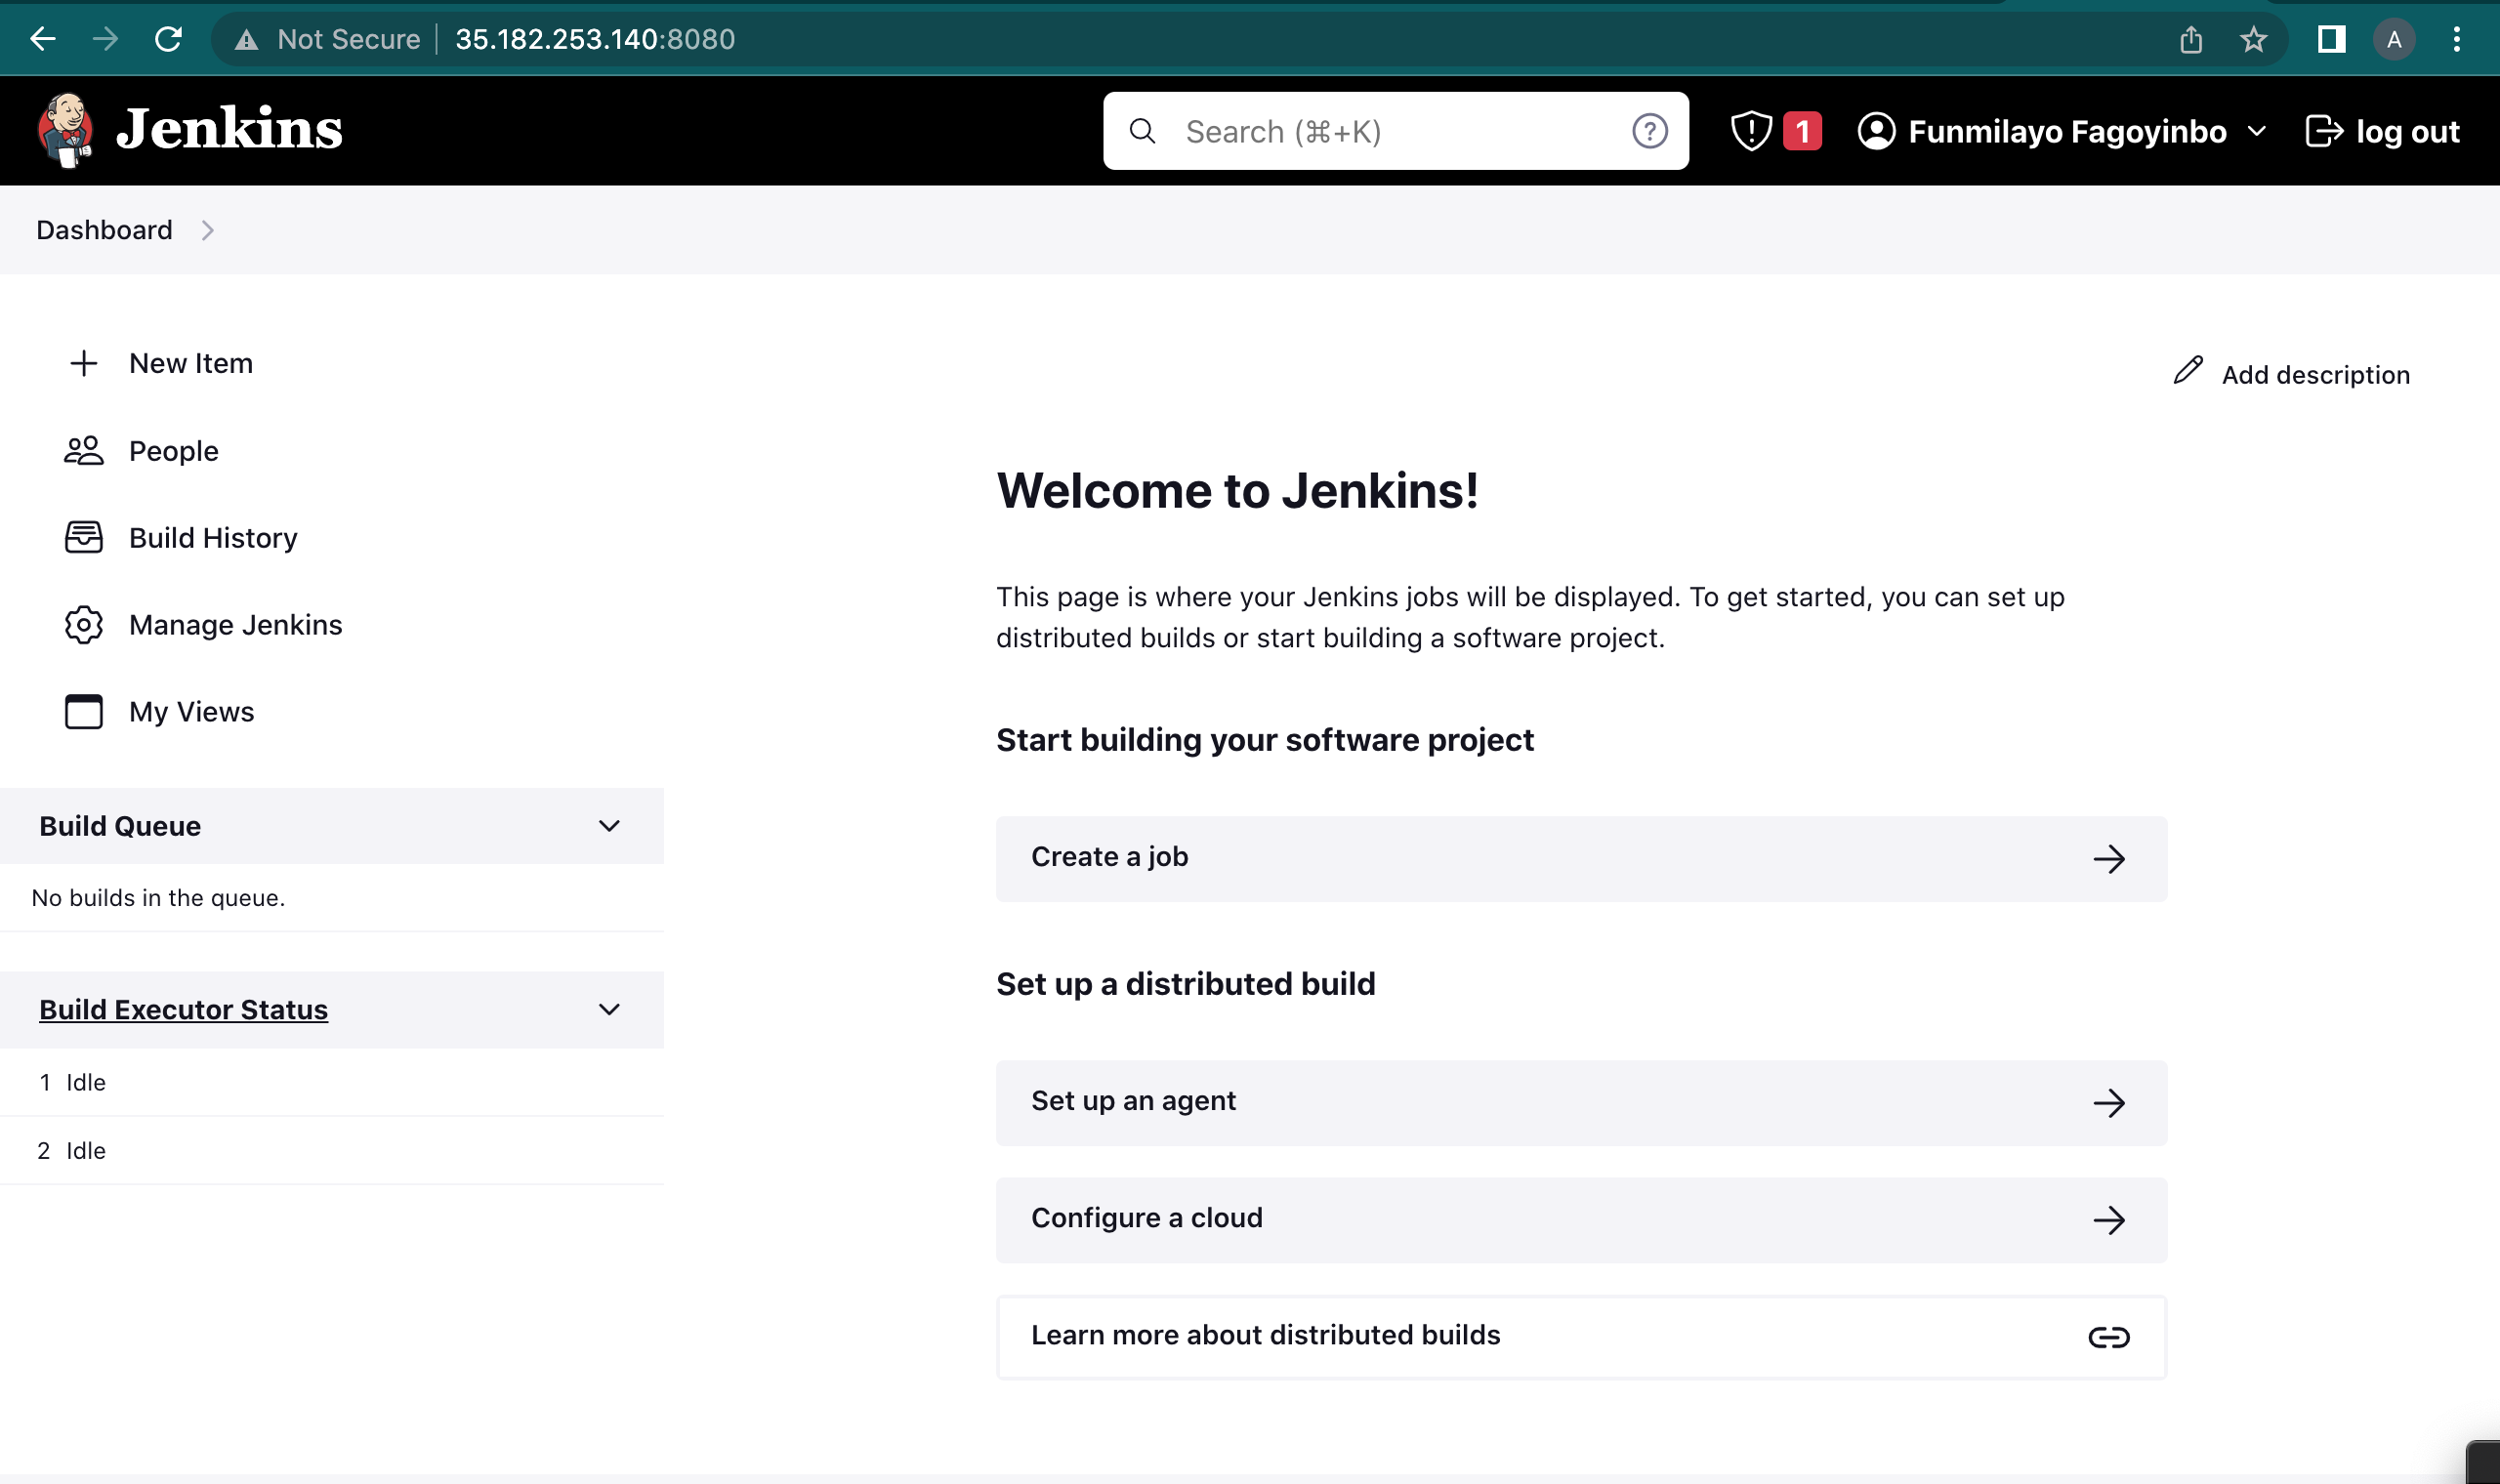 Not Secure | 35.182.253.140:8080
A
Jenkins
Search (⌘+K)
?
1
Funmilayo Fagoyinbo
log out
Dashboard
New Item
People
Build History
Manage Jenkins
My Views
Add description
Welcome to Jenkins!
This page is where your Jenkins jobs will be displayed. To get started, you can set up
distributed builds or start building a software project.
Start building your software project
Create a job
Set up a distributed build
Set up an agent
Configure a cloud
Learn more about distributed builds
Build Queue
No builds in the queue.
Build Executor Status
1 Idle
2 Idle